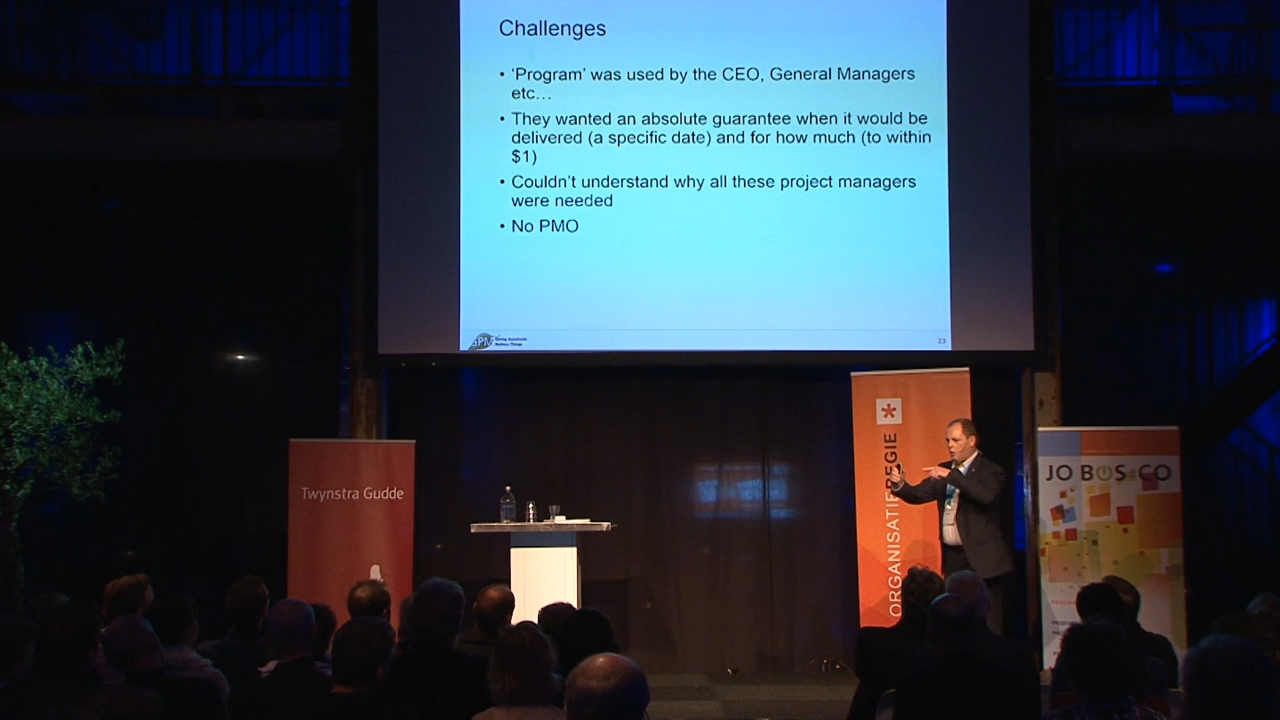 Challenges
• ‘Program’ was used by the CEO, General Managers
etc…
• They wanted an absolute guarantee when it would be
delivered (a specific date) and for how much (to within
$1)
• Couldn’t understand why all these project managers
were needed
• No PMO
23
Twynstra Gudde
ORGANISATIEREGIE
JO BOS & CO